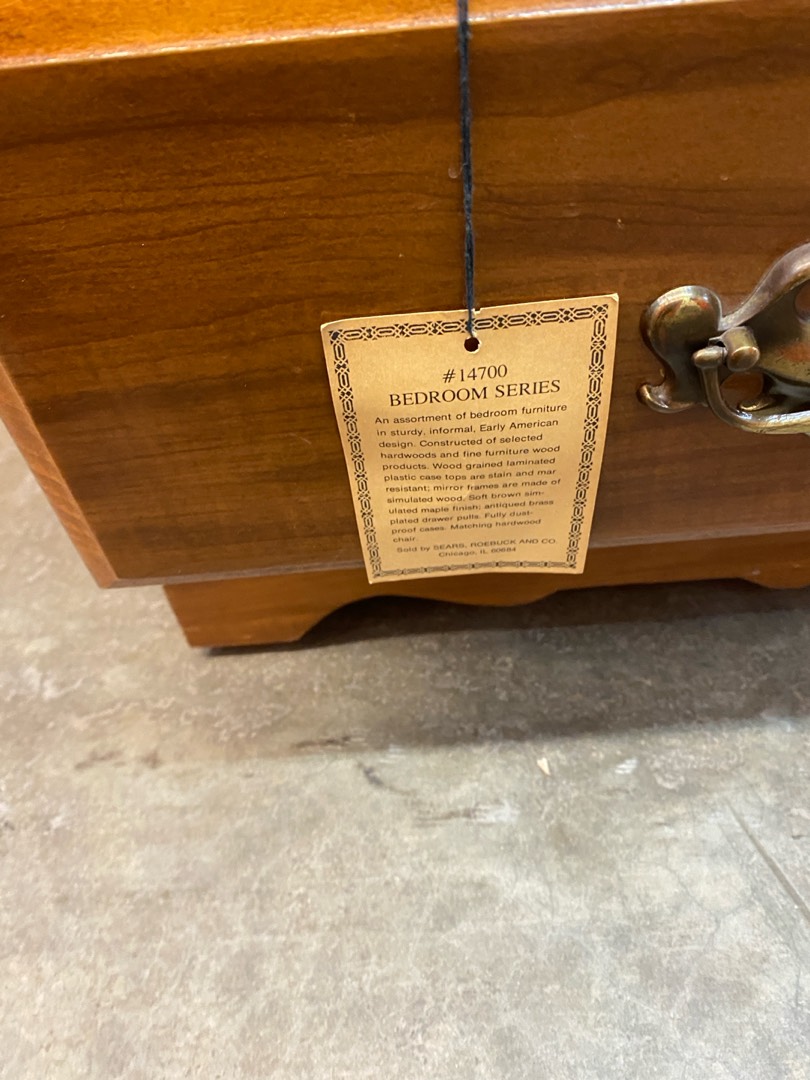 #14700
BEDROOM SERIES
An assortment of bedroom furniture
in sturdy, informal, Early American
design. Constructed of selected
hardwoods and fine furniture wood
products. Wood grained laminated
plastic case tops are stain and mar
resistant; mirror frames are made of
simulated wood. Soft brown sim-
ulated maple finish; antiqued brass
plated drawer pulls. Fully dust-
proof cases. Matching hardwood
chair.
Sold by SEARS, ROEBUCK AND CO.
Chicago, IL 60684